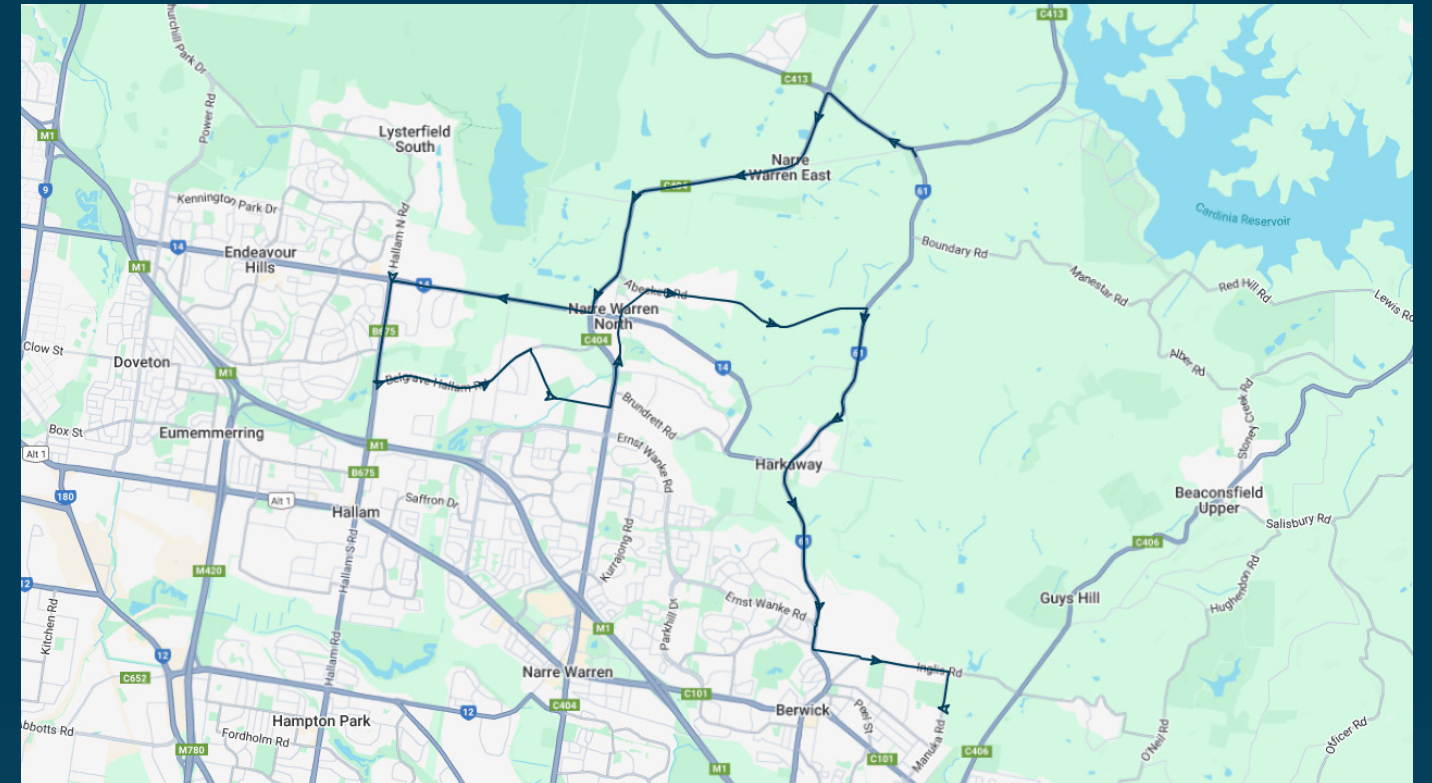 C413
Churchill Park Dr
C413
Power Rd
M1
Lysterfield
South
Narre
Warren East
9
61
Kennington Park Dr
Hallam N Rd
Cardinia Reservoir
14
Endeavour
Hills
Boundary Rd
M1
14
Manestar Rd
Red Hill Rd
Lewis Rd
Narre Warren
North
B675
C404
Clow St
Doveton
M1
Belgrave Hallam Rd
14
61
Alber Rd
Stoney Creek Rd
Brundrett Rd
Box St
Eumemmerring
Ernst Wanke Rd
M1
Alt 1
B675
Harkaway
180
Alt 1
Saffron Dr
Hallam
Beaconsfield
Upper
Salisbury Rd
Kurrajong Rd
C406
Hallam S Rd
M420
12
Kitchen Rd
Ernst Wanke Rd
Guys Hill
Hughendon Rd
Parkhill Dr
M1
12
Hallam Rd
C652
Narre Warren
Inglis Rd
C101
12
C404
Berwick
Peel St
Hampton Park
Fordholm Rd
bbotts Rd
Manuka Rd
O'Neil Rd
Officer Rd
M780
C101
C406
M1